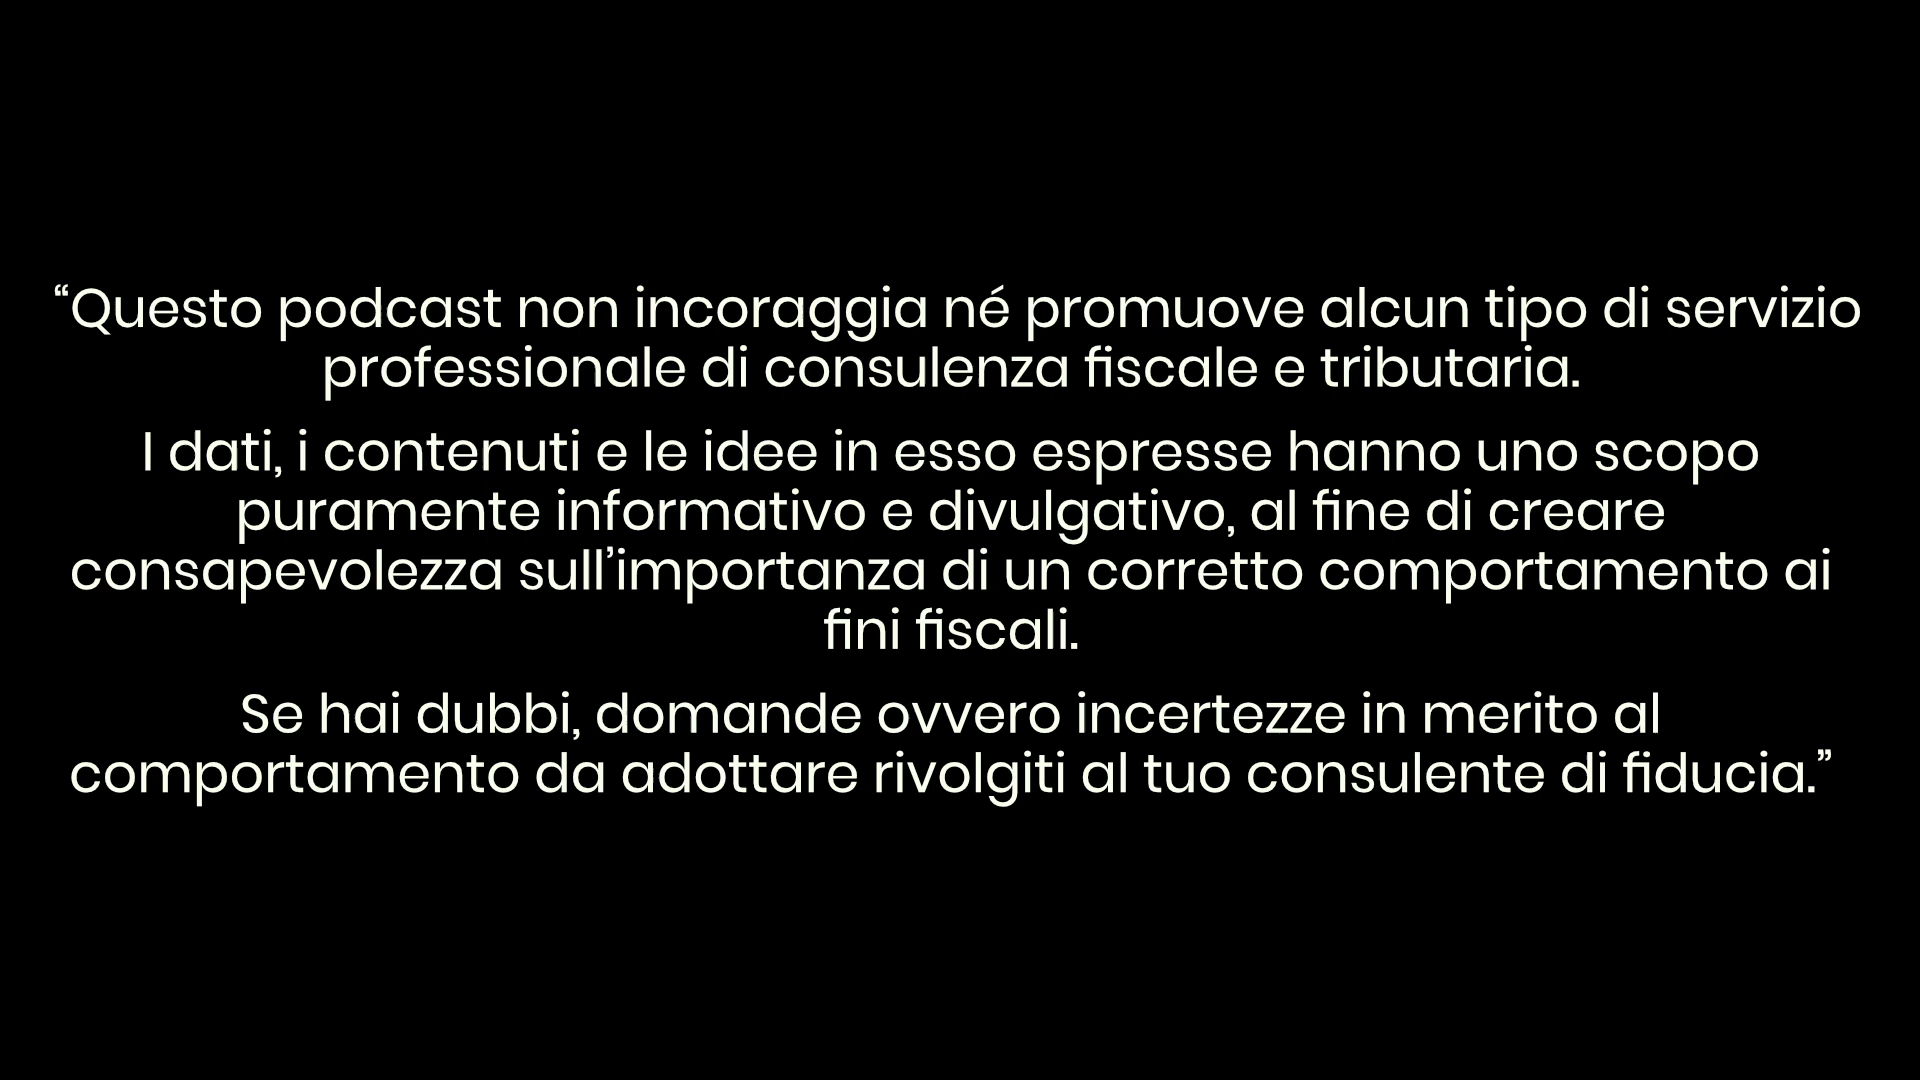 “Questo podcast non incoraggia né promuove alcun tipo di servizio
professionale di consulenza fiscale e tributaria.
I dati, i contenuti e le idee in esso espresse hanno uno scopo
puramente informativo e divulgativo, al fine di creare
consapevolezza sull’importanza di un corretto comportamento ai
fini fiscali.
Se hai dubbi, domande ovvero incertezze in merito al
comportamento da adottare rivolgiti al tuo consulente di fiducia.”